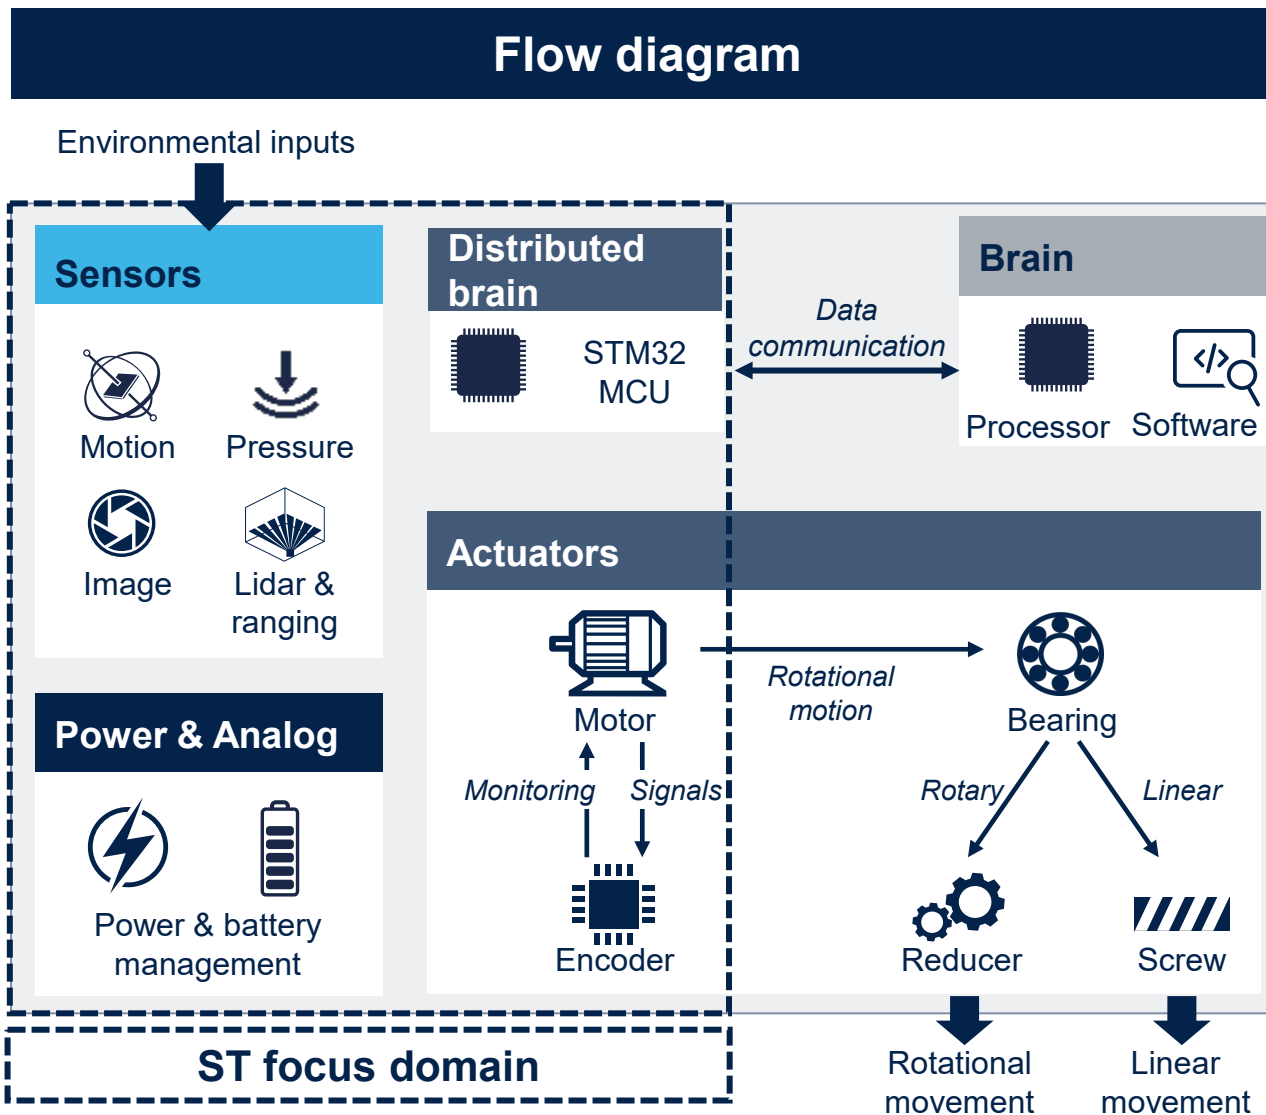 Flow diagram
Environmental inputs
Sensors
Motion
Pressure
Image
Lidar &
ranging
Power & Analog
Power & battery
management
Distributed
brain
STM32
MCU
Data
communication
Brain
</>
Processor
Software
Actuators
Motor
Rotational
motion
Bearing
Monitoring
Signals
Rotary
Linear
Encoder
Reducer
Screw
ST focus domain
Rotational
movement
Linear
movement